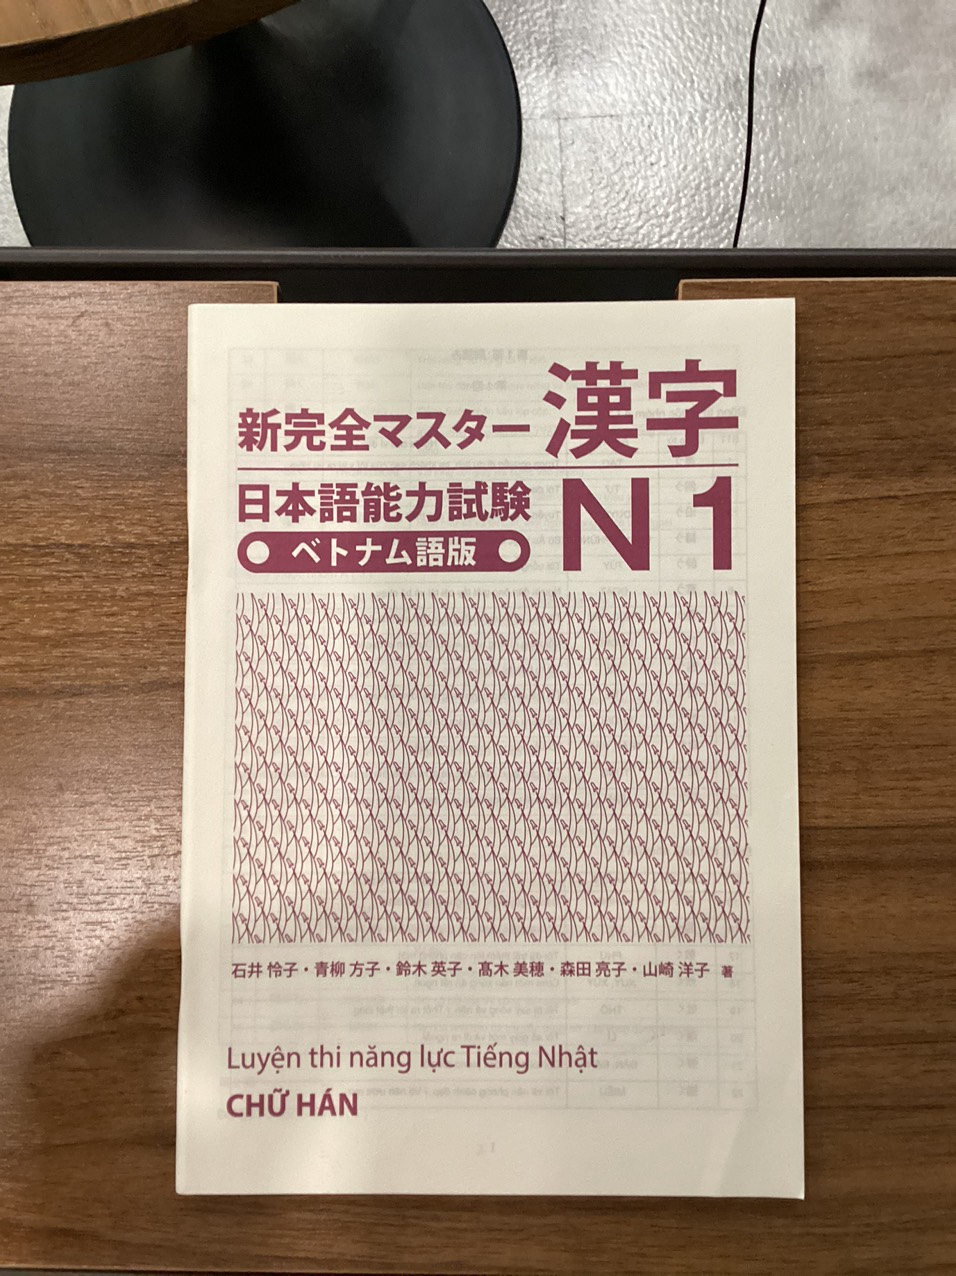 新完全マスター 漢字
日本語能力試験 N1
ベトナム語版
石井 怜子・青柳 方子・鈴木 英子・髙木 美穂・森田 亮子・山崎 洋子 著
Luyện thi năng lực Tiếng Nhật
CHỮ HÁN